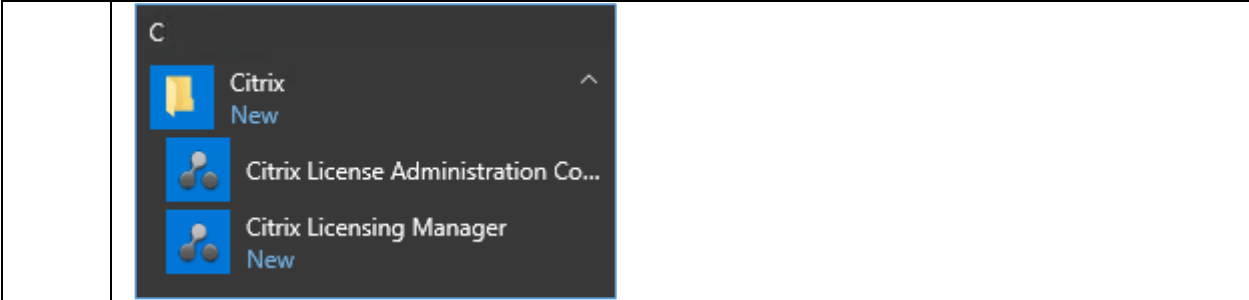 C
Citrix
New
Citrix License Administration Co...
Citrix Licensing Manager
New